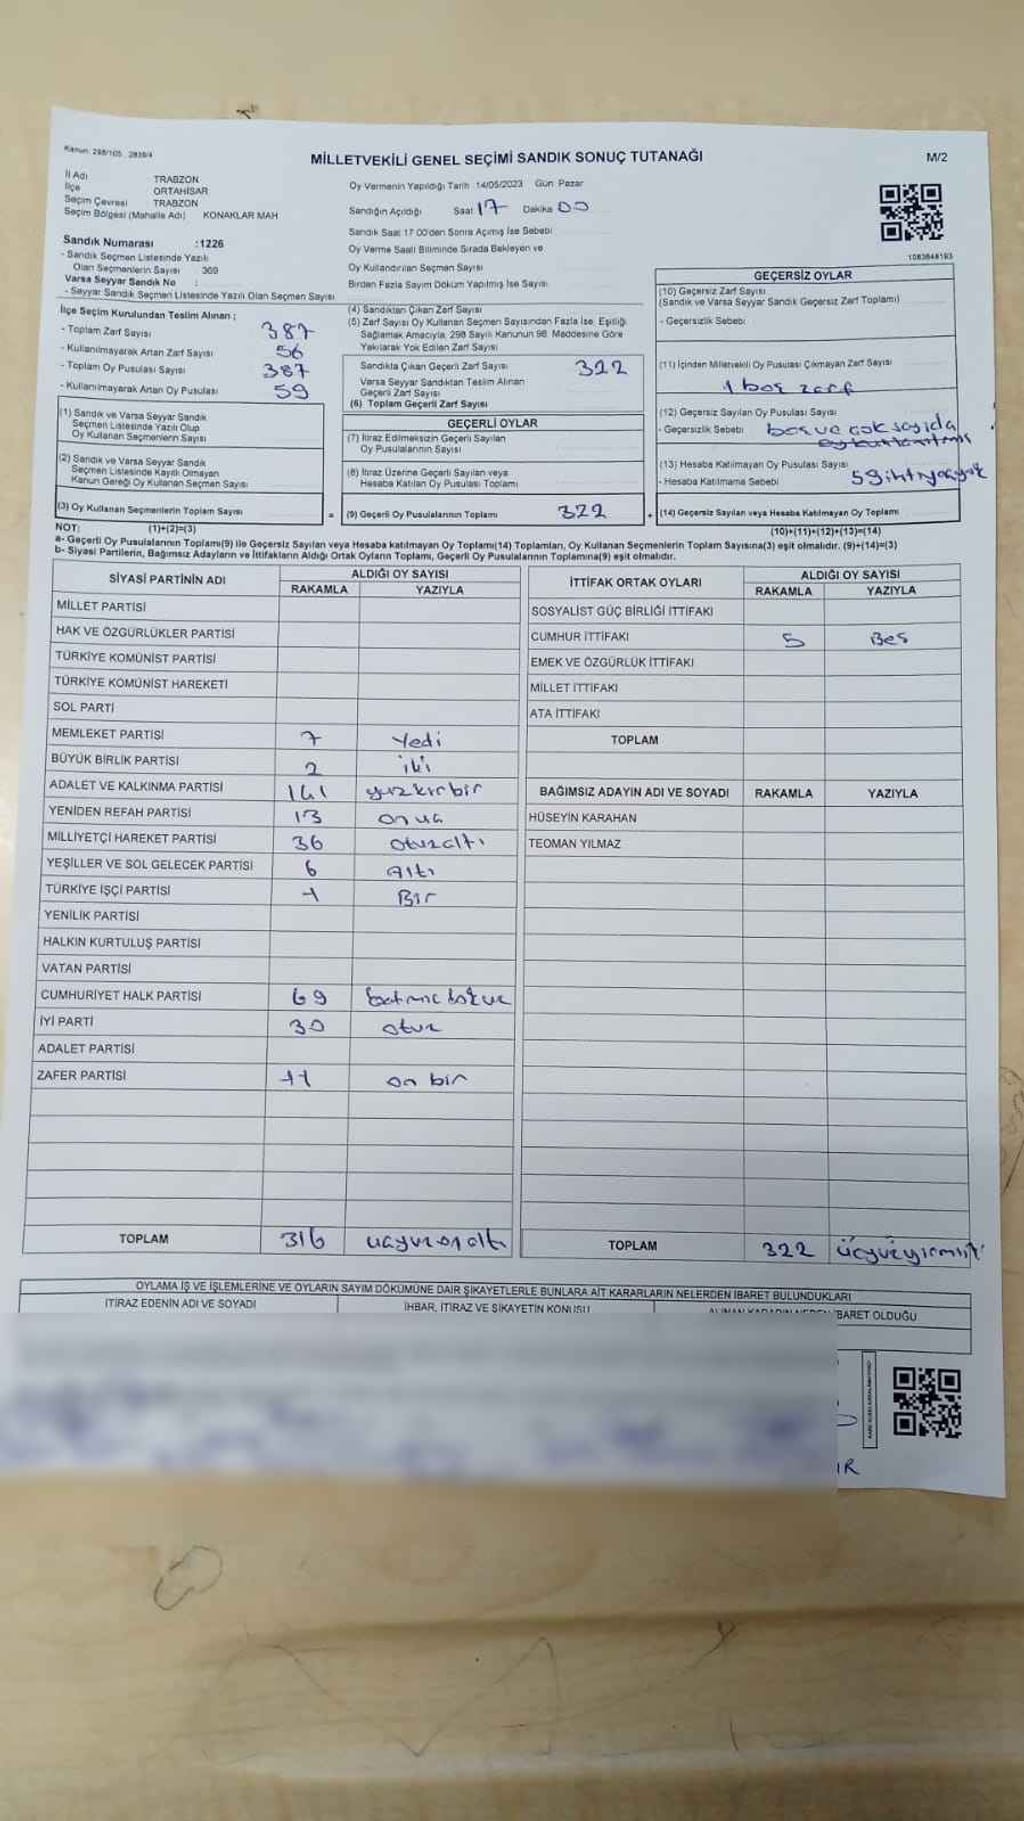 Kanun: 298/105, 2839/4
MİLLETVEKİLİ GENEL SEÇİMİ SANDIK SONUÇ TUTANAĞI
M/2
İl Adı TRABZON
İlçe ORTAHİSAR
Seçim Çevresi TRABZON
Seçim Bölgesi (Mahalle Adı) KONAKLAR MAH
Sandık Numarası :1226
- Sandık Seçmen Listesinde Yazılı
Olan Seçmenlerin Sayısı 369
Varsa Seyyar Sandık No :
- Seyyar Sandık Seçmen Listesinde Yazılı Olan Seçmen Sayısı
Oy Vermenin Yapıldığı Tarih 14/05/2023 Gün Pazar
Sandığın Açıldığı Saat 17 Dakika 00
Sandık Saat 17:00'den Sonra Açımış İse Sebebi
Oy Verme Saati Bitiminde Sırada Bekleyen ve
Oy Kullandırılan Seçmen Sayısı
Birden Fazla Sayım Döküm Yapılmış İse Sayısı
1083648193
İlçe Seçim Kurulundan Teslim Alınan ;
- Toplam Zarf Sayısı 387
- Kullanılmayarak Artan Zarf Sayısı 56
- Toplam Oy Pusulası Sayısı 387
- Kullanılmayarak Artan Oy Pusulası 59
(1) Sandık ve Varsa Seyyar Sandık
Seçmen Listesinde Yazılı Olup
Oy Kullanan Seçmenlerin Sayısı
(2) Sandık ve Varsa Seyyar Sandık
Seçmen Listesinde Kayıtlı Olmayan
Kanun Gereği Oy Kullanan Seçmen Sayısı
(3) Oy Kullanan Seçmenlerin Toplam Sayısı
(4) Sandıktan Çıkan Zarf Sayısı
(5) Zarf Sayısı Oy Kullanan Seçmen Sayısından Fazla İse, Eşitliği
Sağlamak Amacıyla, 298 Sayılı Kanunun 98. Maddesine Göre
Yakılarak Yok Edilen Zarf Sayısı
Sandıkta Çıkan Geçerli Zarf Sayısı 322
Varsa Seyyar Sandıktan Teslim Alınan
Geçerli Zarf Sayısı
(6) Toplam Geçerli Zarf Sayısı
GEÇERLİ OYLAR
(7) İtiraz Edilmeksizin Geçerli Sayılan
Oy Pusulasının Sayısı
(8) İtiraz Üzerine Geçerli Sayılan veya
Hesaba Katılan Oy Pusulası Toplamı
= (9) Geçerli Oy Pusulalarının Toplamı 322 +
GEÇERSİZ OYLAR
(10) Geçersiz Zarf Sayısı
(Sandık ve Varsa Seyyar Sandık Geçersiz Zarf Toplamı)
- Geçersizlik Sebebi
(11) İçinden Milletvekili Oy Pusulası Çıkmayan Zarf Sayısı
1 boş zarf
(12) Geçersiz Sayılan Oy Pusulası Sayısı
- Geçersizlik Sebebi boş ve çok sayıda
(13) Hesaba Katılmayan Oy Pusulası Sayısı
- Hesaba Katılmama Sebebi
(14) Geçersiz Sayılan veya Hesaba Katılmayan Oy Toplamı
NOT: (1)+(2)=(3)
(10)+(11)+(12)+(13)=(14)
a- Geçerli Oy Pusulalarının Toplamı(9) ile Geçersiz Sayılan veya Hesaba katılmayan Oy Toplamı(14) Toplamları, Oy Kullanan Seçmenlerin Toplam Sayısına(3) eşit olmalıdır. (9)+(14)=(3)
b- Siyasi Partilerin, Bağımsız Adayların ve İttifakların Aldığı Ortak Oyların Toplamı, Geçerli Oy Pusulalarının Toplamına(9) eşit olmalıdır.
SİYASİ PARTİNİN ADI ALDIĞI OY SAYISI
RAKAMLA YAZIYLA
MİLLET PARTİSİ
HAK VE ÖZGÜRLÜKLER PARTİSİ
TÜRKİYE KOMÜNİST PARTİSİ
TÜRKİYE KOMÜNİST HAREKETİ
SOL PARTİ
MEMLEKET PARTİSİ 7 Yedi
BÜYÜK BİRLİK PARTİSİ 2 iki
ADALET VE KALKINMA PARTİSİ 141 yüzkırbir
YENİDEN REFAH PARTİSİ 13 onüç
MİLLİYETÇİ HAREKET PARTİSİ 36 otuzaltı
YEŞİLLER VE SOL GELECEK PARTİSİ 6 Altı
TÜRKİYE İŞÇİ PARTİSİ 1 Bir
YENİLİK PARTİSİ
HALKIN KURTULUŞ PARTİSİ
VATAN PARTİSİ
CUMHURİYET HALK PARTİSİ 69
İYİ PARTİ 30 otuz
ADALET PARTİSİ
ZAFER PARTİSİ 11 on bir
TOPLAM 316 üçyüzonaltı
İTTİFAK ORTAK OYLARI ALDIĞI OY SAYISI
RAKAMLA YAZIYLA
SOSYALİST GÜÇ BİRLİĞİ İTTİFAKI
CUMHUR İTTİFAKI 5 Beş
EMEK VE ÖZGÜRLÜK İTTİFAKI
MİLLET İTTİFAKI
ATA İTTİFAKI
TOPLAM
BAĞIMSIZ ADAYIN ADI VE SOYADI RAKAMLA YAZIYLA
HÜSEYİN KARAHAN
TEOMAN YILMAZ
TOPLAM 322
OYLAMA İŞ VE İŞLEMLERİNE VE OYLARIN SAYIM DÖKÜMÜNE DAİR ŞİKAYETLERLE BUNLARA AİT KARARLARIN NELERDEN İBARET BULUNDUKLARI
İTİRAZ EDENİN ADI VE SOYADI İHBAR, İTİRAZ VE ŞİKAYETİN KONUSU İBARET OLDUĞU